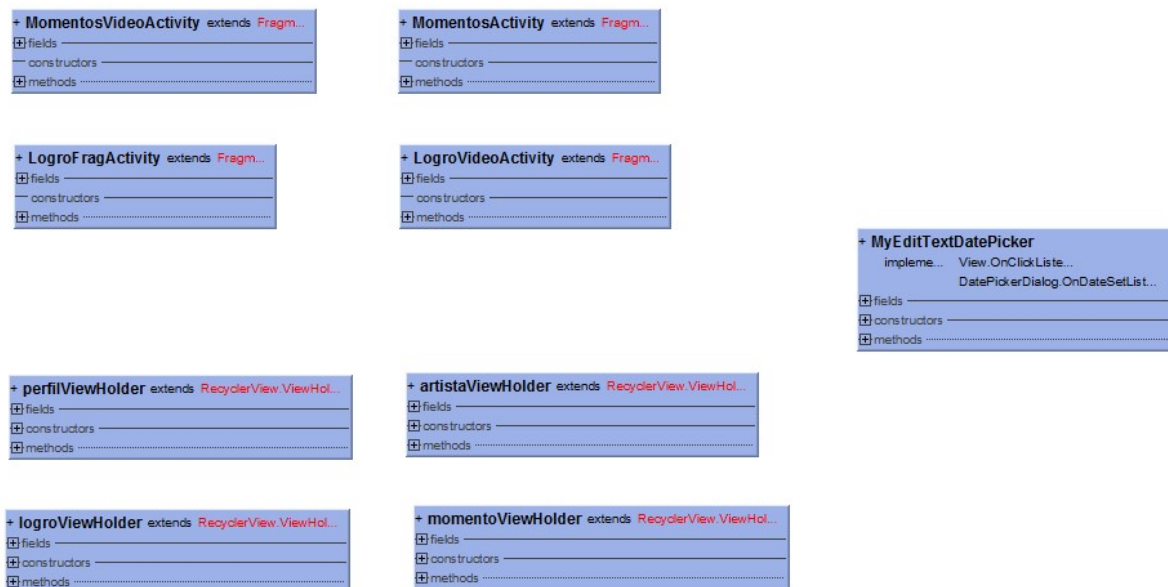 + MomentosVideoActivity extends Fragm...
fields
constructors
methods
+ MomentosActivity extends Fragm...
fields
constructors
methods
+ LogroFragActivity extends Fragm...
fields
constructors
methods
+ LogroVideoActivity extends Fragm...
fields
constructors
methods
+ MyEditTextDatePicker
impleme... View.OnClickListe...
DatePickerDialog.OnDateSetList...
fields
constructors
methods
+ perfilViewHolder extends RecyclerView.ViewHol...
fields
constructors
methods
+ artistaViewHolder extends RecyclerView.ViewHol...
fields
constructors
methods
+ logroViewHolder extends RecyclerView.ViewHol...
fields
constructors
methods
+ momentoViewHolder extends RecyclerView.ViewHol...
fields
constructors
methods